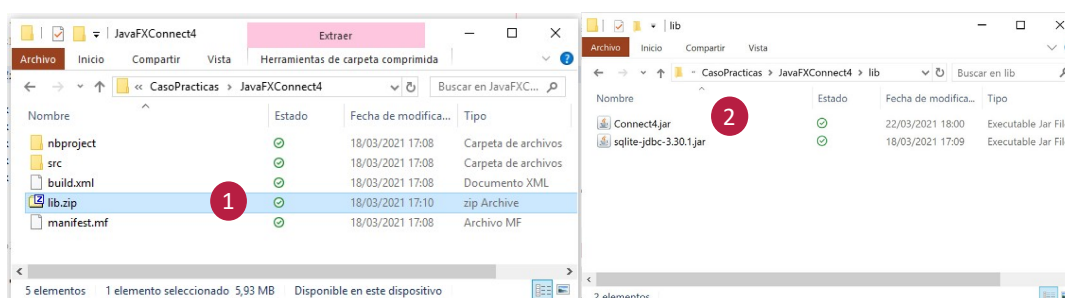 JavaFXConnect4
Extraer
Archivo Inicio Compartir Vista Herramientas de carpeta comprimida
« CasoPracticas > JavaFXConnect4
Buscar en JavaFXC...
Nombre Estado Fecha de modifica... Tipo
nbproject 18/03/2021 17:08 Carpeta de archivos
src 18/03/2021 17:08 Carpeta de archivos
build.xml 18/03/2021 17:08 Documento XML
lib.zip 1 18/03/2021 17:10 zip Archive
manifest.mf 18/03/2021 17:08 Archivo MF
5 elementos 1 elemento seleccionado 5,93 MB Disponible en este dispositivo
lib
Archivo Inicio Compartir Vista
CasoPracticas > JavaFXConnect4 > lib
Buscar en lib
Nombre Estado Fecha de modifica... Tipo
2
Connect4.jar 22/03/2021 18:00 Executable Jar Fil
sqlite-jdbc-3.30.1.jar 18/03/2021 17:09 Executable Jar Fil
2 elementos